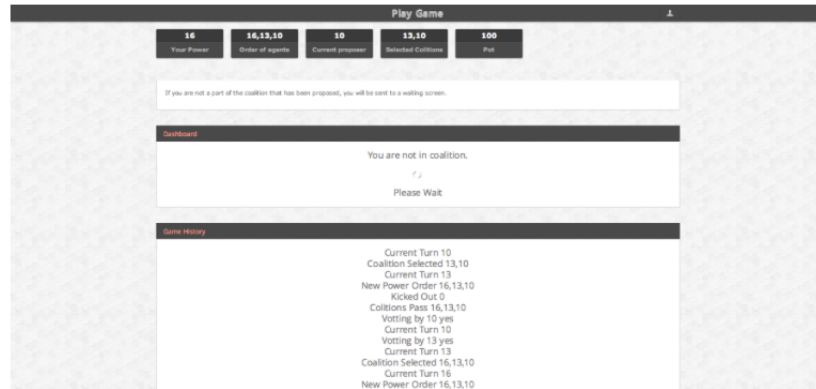 Play Game
16 16,13,10 10 13,10 100
Your Power Order of agents Current proposer Selected Colitions Pot
If you are not a part of the coalition that has been proposed, you will be sent to a waiting screen.
Dashboard
You are not in coalition.
Please Wait
Game History
Current Turn 10
Coalition Selected 13,10
Current Turn 13
New Power Order 16,13,10
Kicked Out 0
Colitions Pass 16,13,10
Votting by 10 yes
Current Turn 10
Votting by 13 yes
Current Turn 13
Coalition Selected 16,13,10
Current Turn 16
New Power Order 16,13,10